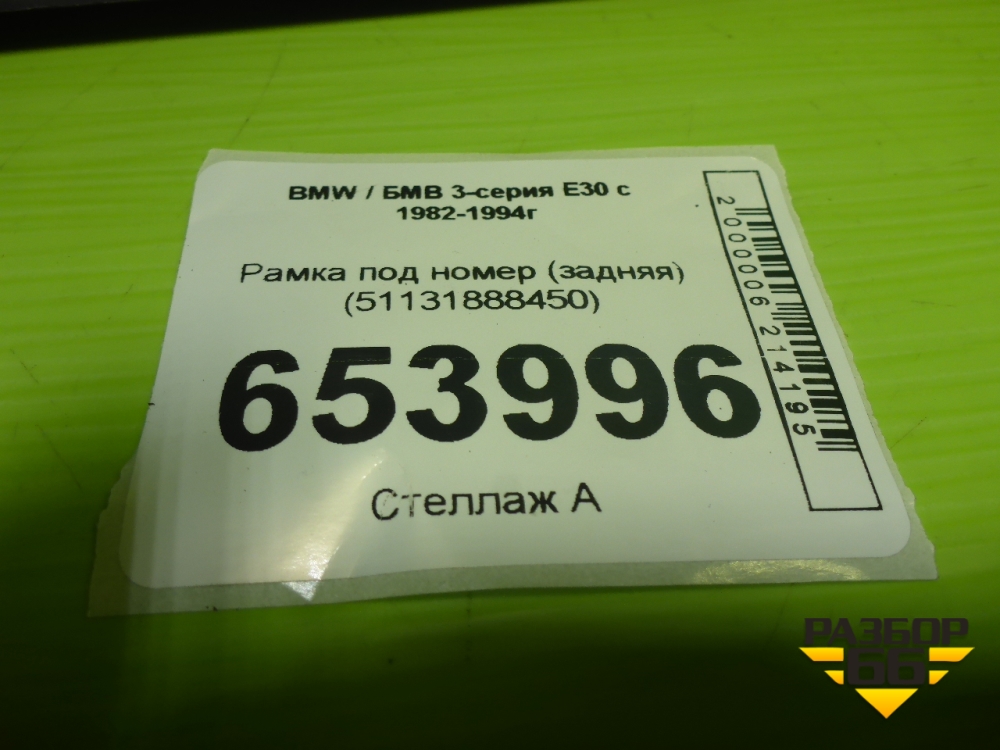 BMW / БМВ 3-серия E30 с
1982-1994г
Рамка под номер (задняя)
(51131888450)
653996
Стеллаж А
2000006214195
РАЗБОР
66